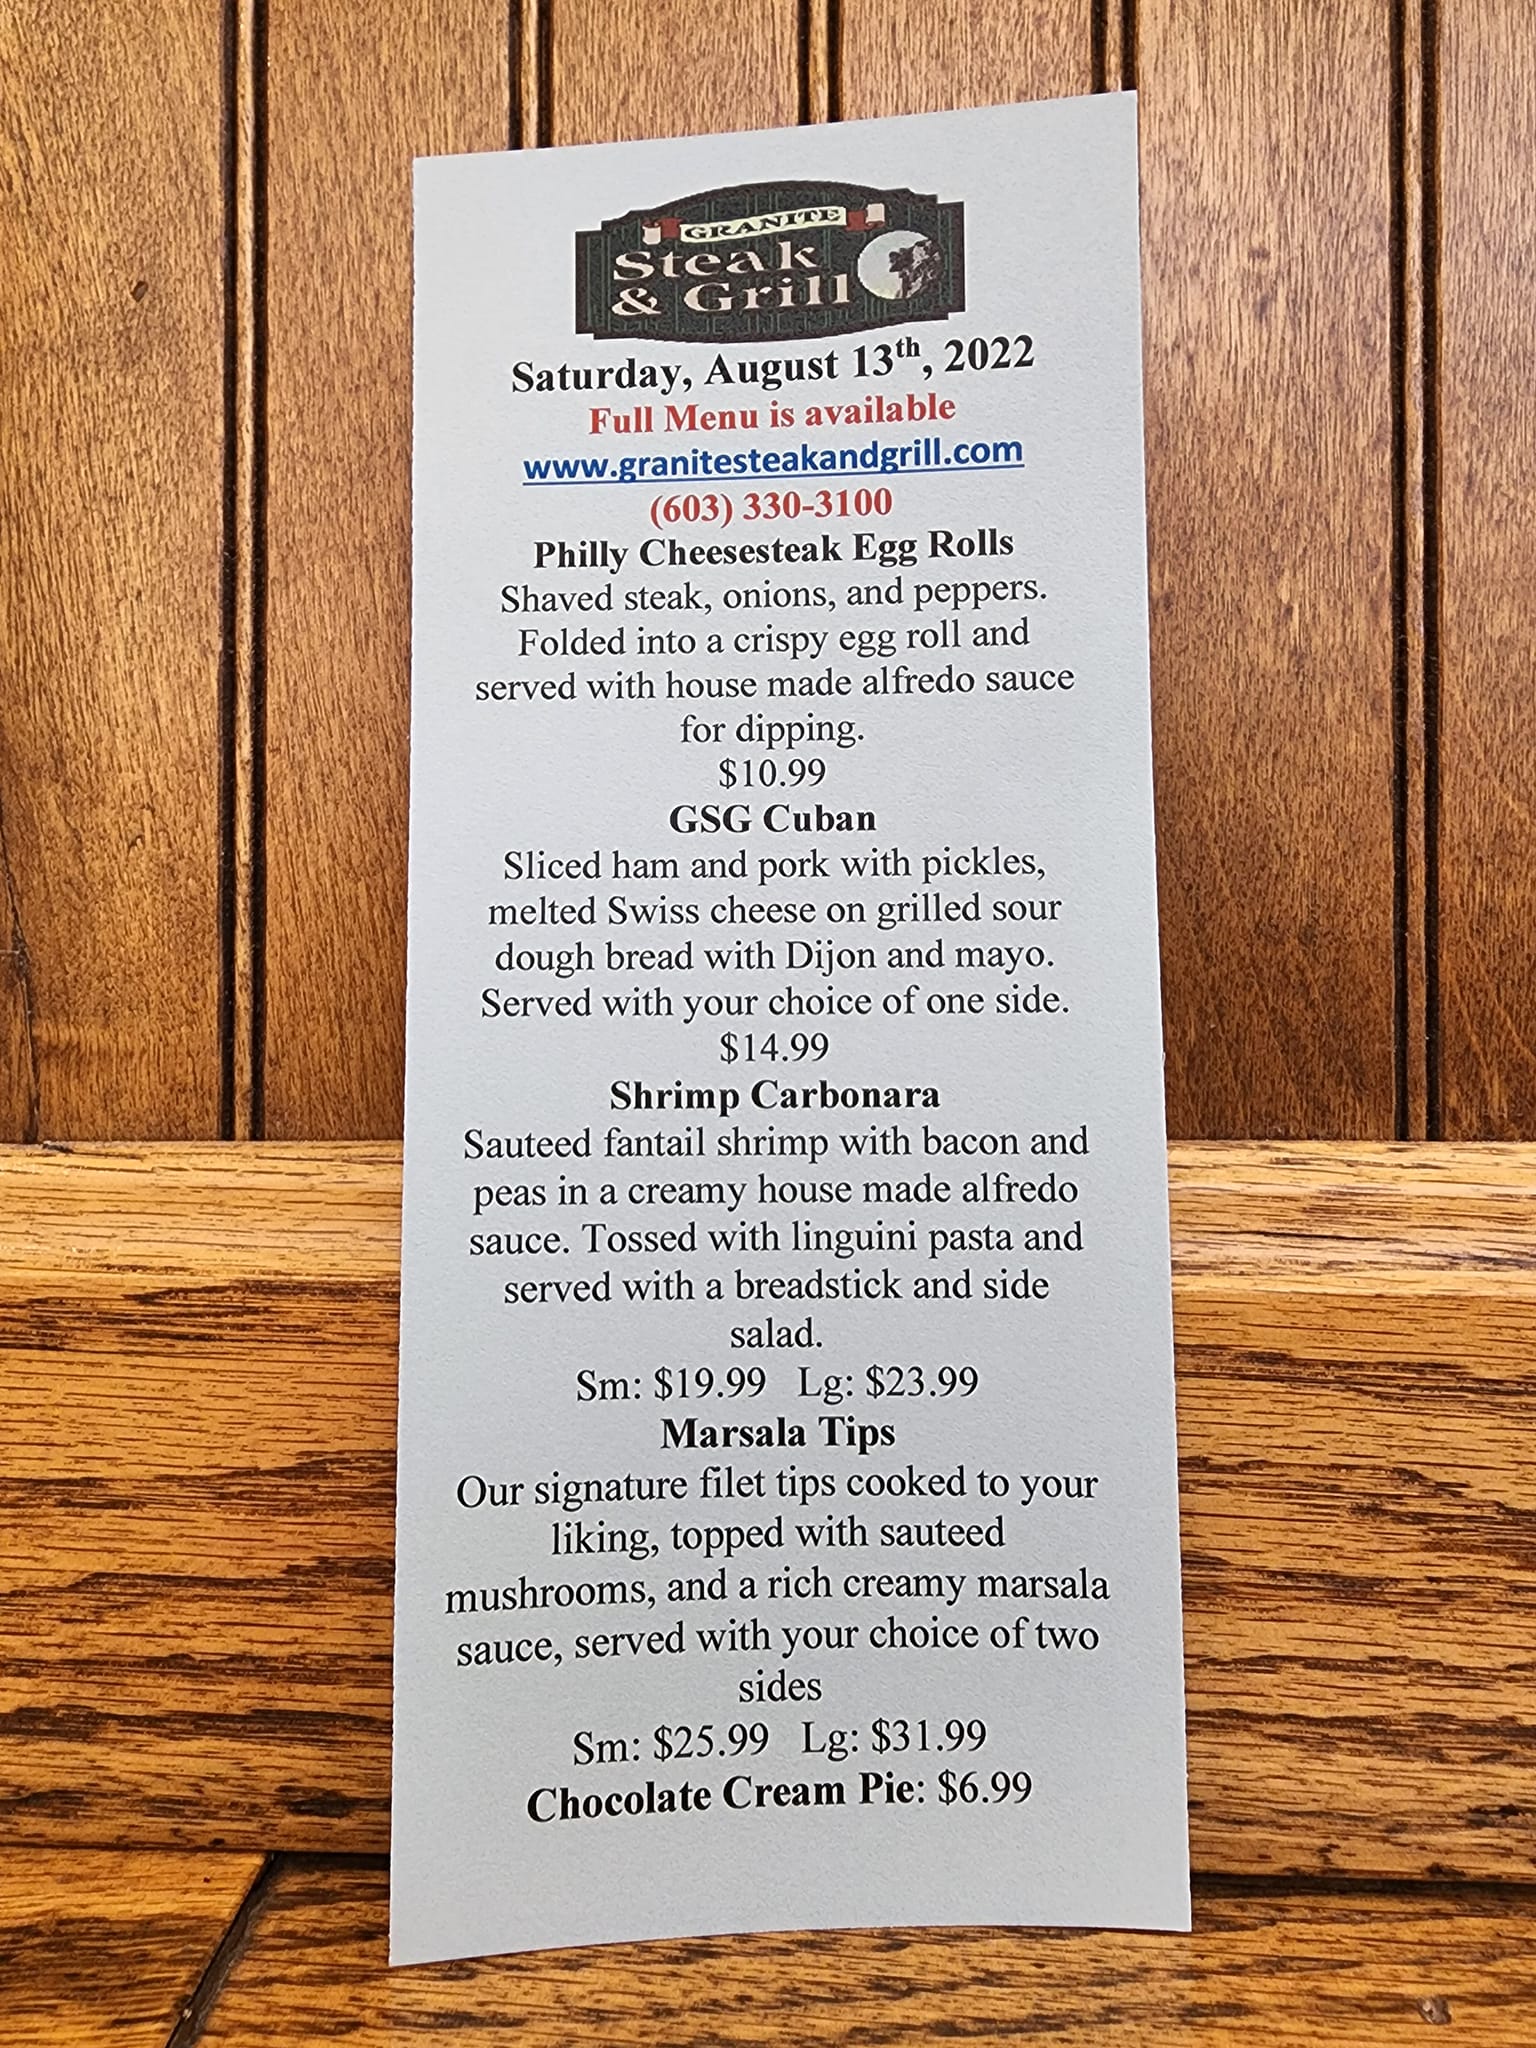 GRANITE
Steak
& Grill
Saturday, August 13th, 2022
Full Menu is available
www.granitesteakandgrill.com
(603) 330-3100
Philly Cheesesteak Egg Rolls
Shaved steak, onions, and peppers.
Folded into a crispy egg roll and
served with house made alfredo sauce
for dipping.
$10.99
GSG Cuban
Sliced ham and pork with pickles,
melted Swiss cheese on grilled sour
dough bread with Dijon and mayo.
Served with your choice of one side.
$14.99
Shrimp Carbonara
Sauteed fantail shrimp with bacon and
peas in a creamy house made alfredo
sauce. Tossed with linguini pasta and
served with a breadstick and side
salad.
Sm: $19.99 Lg: $23.99
Marsala Tips
Our signature filet tips cooked to your
liking, topped with sauteed
mushrooms, and a rich creamy marsala
sauce, served with your choice of two
sides
Sm: $25.99 Lg: $31.99
Chocolate Cream Pie: $6.99